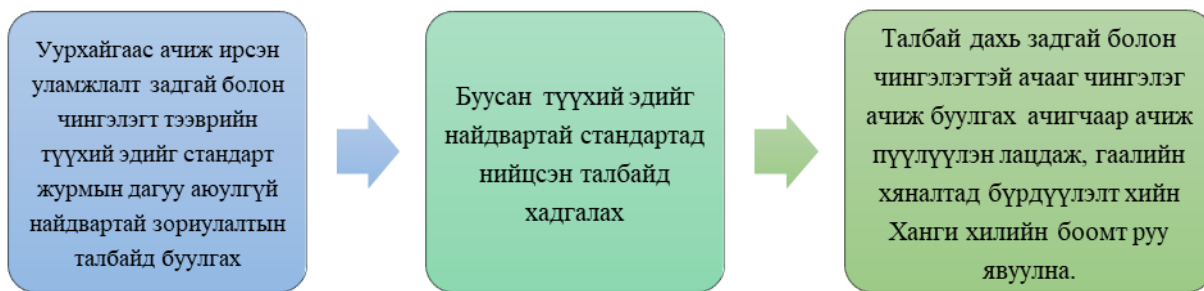 Уурхайгаас ачиж ирсэн
уламжлалт задгай болон
чингэлэгт тээврийн
түүхий эдийг стандарт
журмын дагуу аюулгүй
найдвартай зориулалтын
талбайд буулгах
Буусан түүхий эдийг
найдвартай стандартад
нийцсэн талбайд
хадгалах
Талбай дахь задгай болон
чингэлэгтэй ачааг чингэлэг
ачиж буулгах ачигчаар ачиж
пүүлүүлэн лацдаж, гаалийн
хяналтад бүрдүүлэлт хийн
Ханги хилийн боомт руу
явуулна.